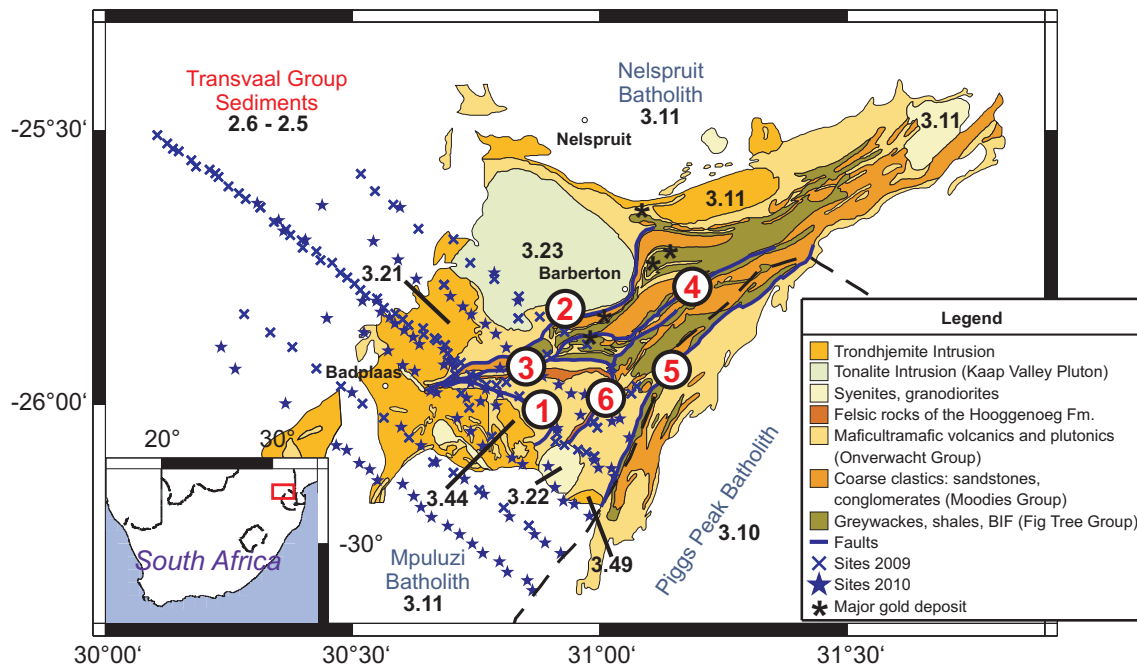 Transvaal Group
Sediments
2.6 - 2.5
Nelspruit
Batholith
3.11
Nelspruit
3.11
3.11
3.23
3.21
Barberton
Badplaas
1
2
3
4
5
6
3.44
3.22
3.49
Mpuluzi
Batholith
3.11
Piggs Peak Batholith
3.10
-25°30‘
-26°00‘
30°00‘
30°30‘
31°00‘
31°30‘
20°
30°
-30°
South Africa
Legend
Trondhjemite Intrusion
Tonalite Intrusion (Kaap Valley Pluton)
Syenites, granodiorites
Felsic rocks of the Hooggenoeg Fm.
Maficultramafic volcanics and plutonics
(Onverwacht Group)
Coarse clastics: sandstones,
conglomerates (Moodies Group)
Greywackes, shales, BIF (Fig Tree Group)
Faults
Sites 2009
Sites 2010
Major gold deposit